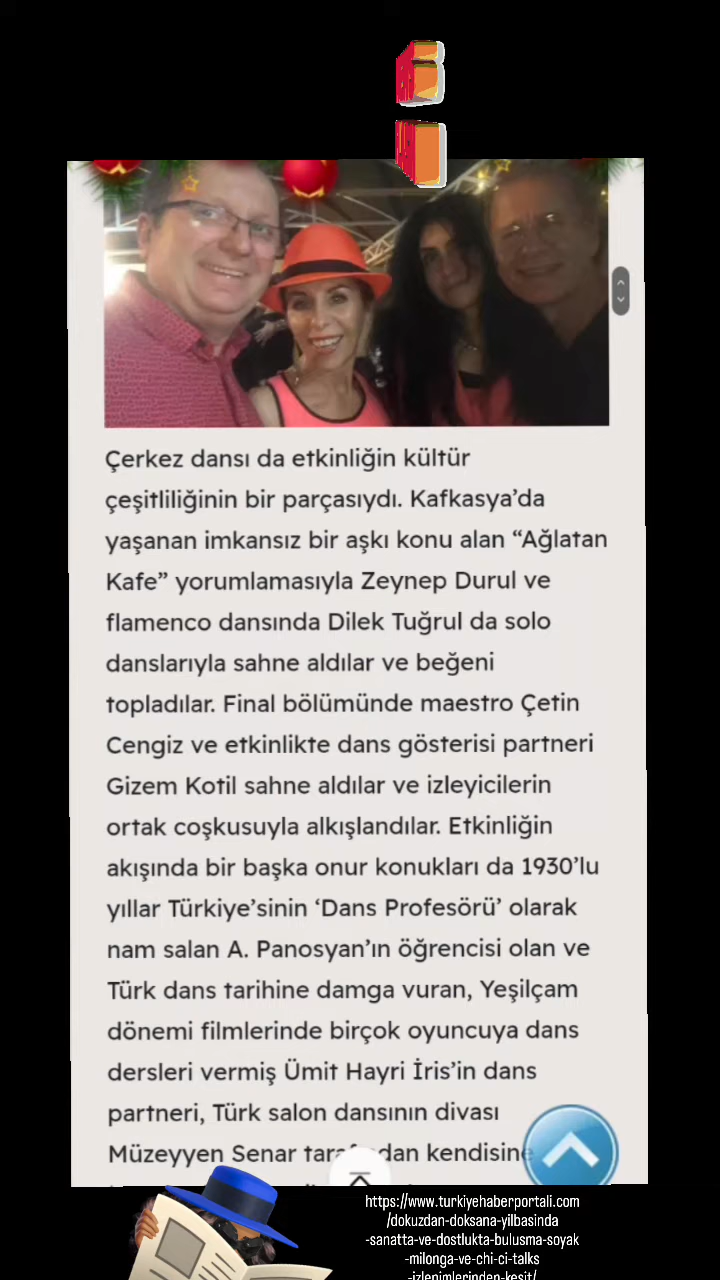 Çerkez dansı da etkinliğin kültür
çeşitliliğinin bir parçasıydı. Kafkasya’da
yaşanan imkansız bir aşkı konu alan “Ağlatan
Kafe” yorumlamasıyla Zeynep Durul ve
flamenco dansında Dilek Tuğrul da solo
danslarıyla sahne aldılar ve beğeni
topladılar. Final bölümünde maestro Çetin
Cengiz ve etkinlikte dans gösterisi partneri
Gizem Kotil sahne aldılar ve izleyicilerin
ortak coşkusuyla alkışlandılar. Etkinliğin
akışında bir başka onur konukları da 1930’lu
yıllar Türkiye’sinin ‘Dans Profesörü’ olarak
nam salan A. Panosyan’ın öğrencisi olan ve
Türk dans tarihine damga vuran, Yeşilçam
dönemi filmlerinde birçok oyuncuya dans
dersleri vermiş Ümit Hayri İris’in dans
partneri, Türk salon dansının divası
Müzeyyen Senar kendisine
https://www.turkiyehaberportali.com
/dokuzdan-doksana-yilbasinda
-sanatta-ve-dostlukta-bulusma-soyak
-milonga-ve-chi-ci-talks
-izlenimlerinden-kesit/